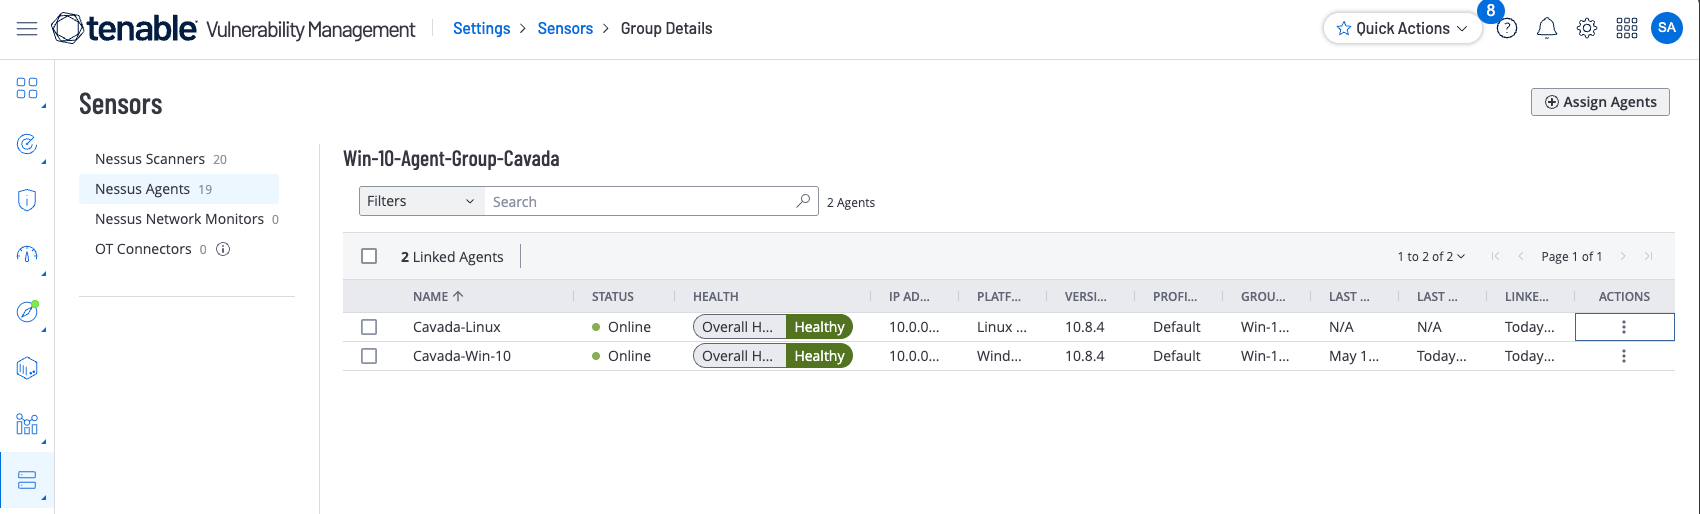 tenable Vulnerability Management Settings > Sensors > Group Details Quick Actions 8 ? SA
Sensors
Assign Agents
Nessus Scanners 20
Nessus Agents 19
Nessus Network Monitors 0
OT Connectors 0
Win-10-Agent-Group-Cavada
Filters Search 2 Agents
2 Linked Agents 1 to 2 of 2 Page 1 of 1
NAME STATUS HEALTH IP AD... PLATF... VERSI... PROFI... GROU... LAST ... LAST ... LINKE... ACTIONS
Cavada-Linux Online Overall H... Healthy 10.0.0... Linux ... 10.8.4 Default Win-1... N/A N/A Today...
Cavada-Win-10 Online Overall H... Healthy 10.0.0... Wind... 10.8.4 Default Win-1... May 1... Today... Today...